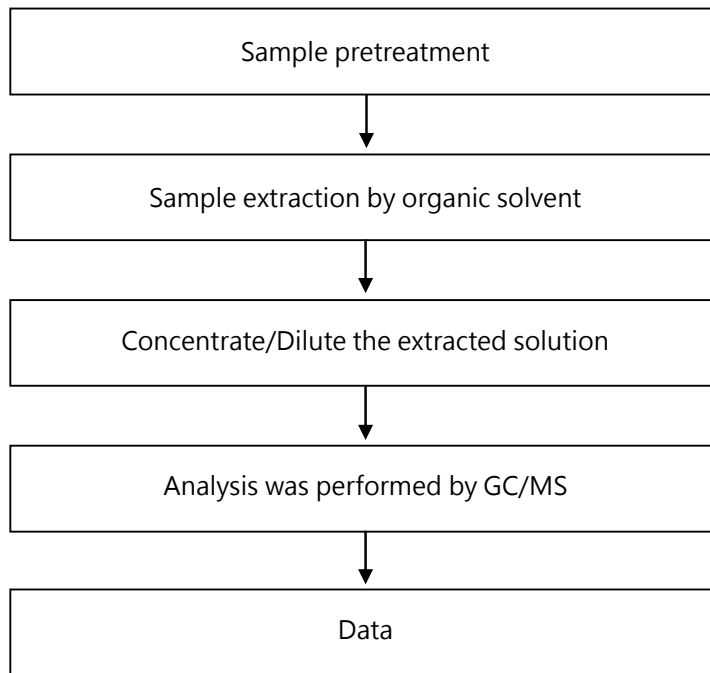 Sample pretreatment
Sample extraction by organic solvent
Concentrate/Dilute the extracted solution
Analysis was performed by GC/MS
Data